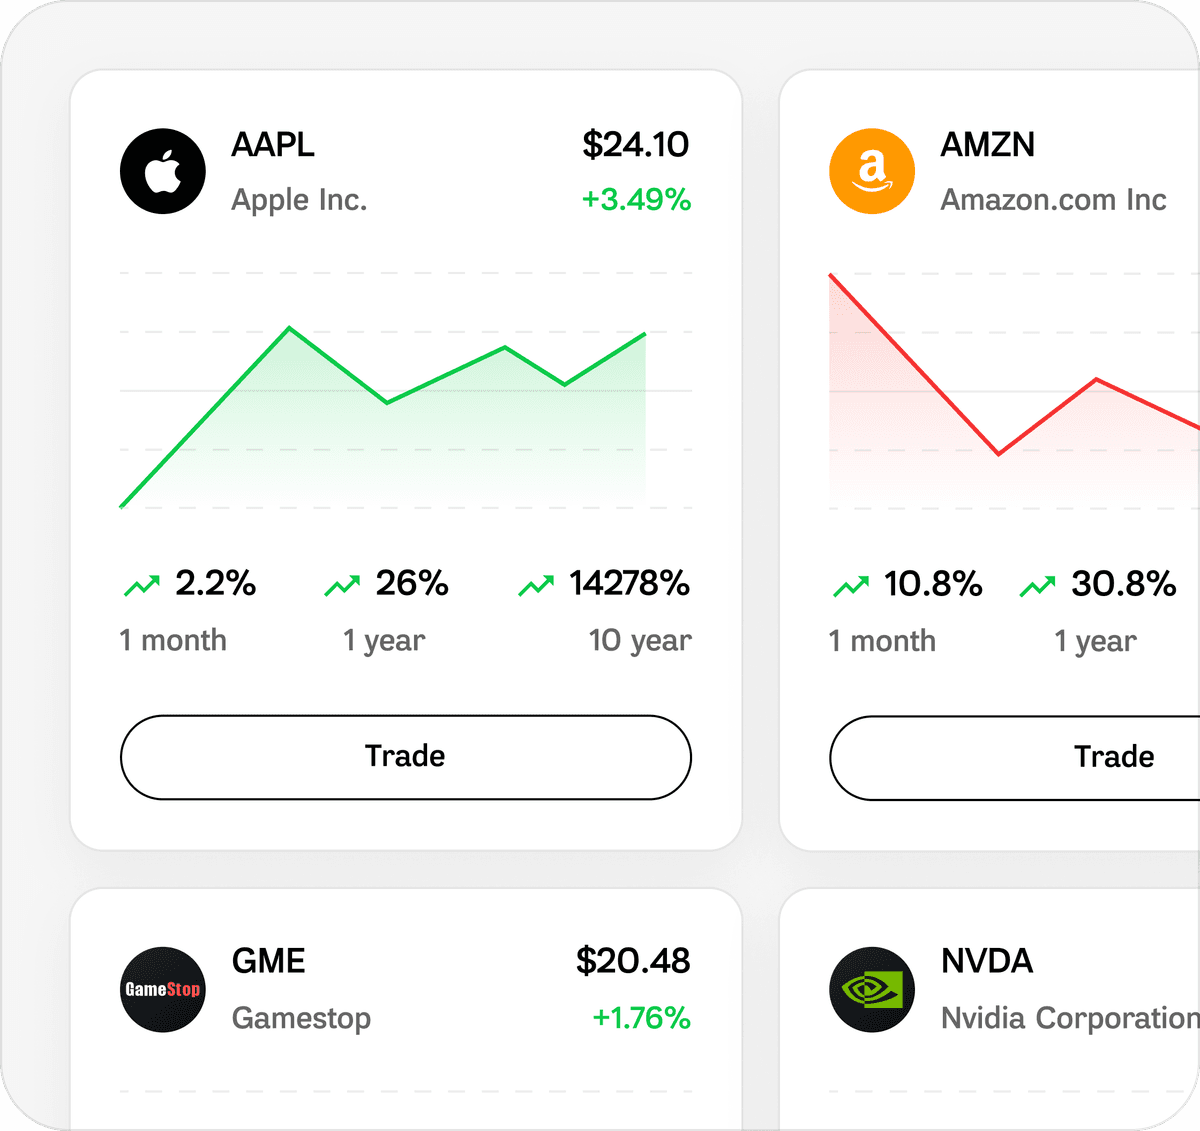 AAPL
$24.10
Apple Inc.
+3.49%
2.2%
26%
14278%
1 month
1 year
10 year
Trade
AMZN
Amazon.com Inc
10.8%
30.8%
1 month
1 year
Trade
GameStop
GME
$20.48
Gamestop
+1.76%
NVDA
Nvidia Corporation